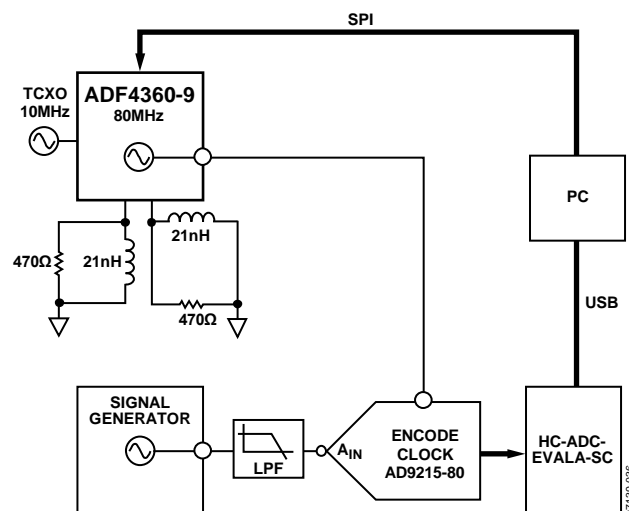 SPI
ADF4360-9
80MHz
TCXO
10MHz
PC
21nH
470Ω
21nH
470Ω
USB
SIGNAL
GENERATOR
LPF
AIN
ENCODE
CLOCK
AD9215-80
HC-ADC-
EVALA-SC